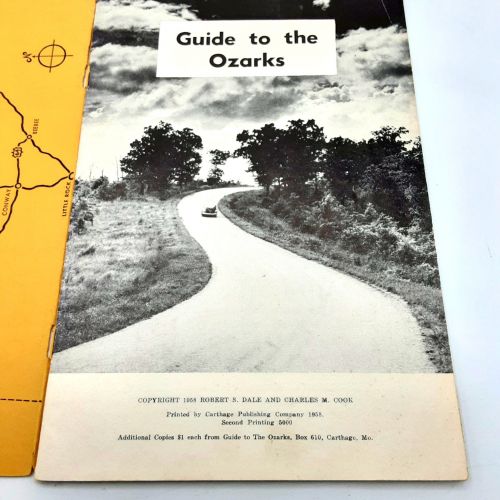 Guide to the
Ozarks
BEEBE
CONWAY
LITTLE ROCK
COPYRIGHT 1958 ROBERT S. DALE AND CHARLES M. COOK
Printed by Carthage Publishing Company 1958.
Second Printing 5000
Additional Copies $1 each from Guide to The Ozarks, Box 610, Carthage, Mo.